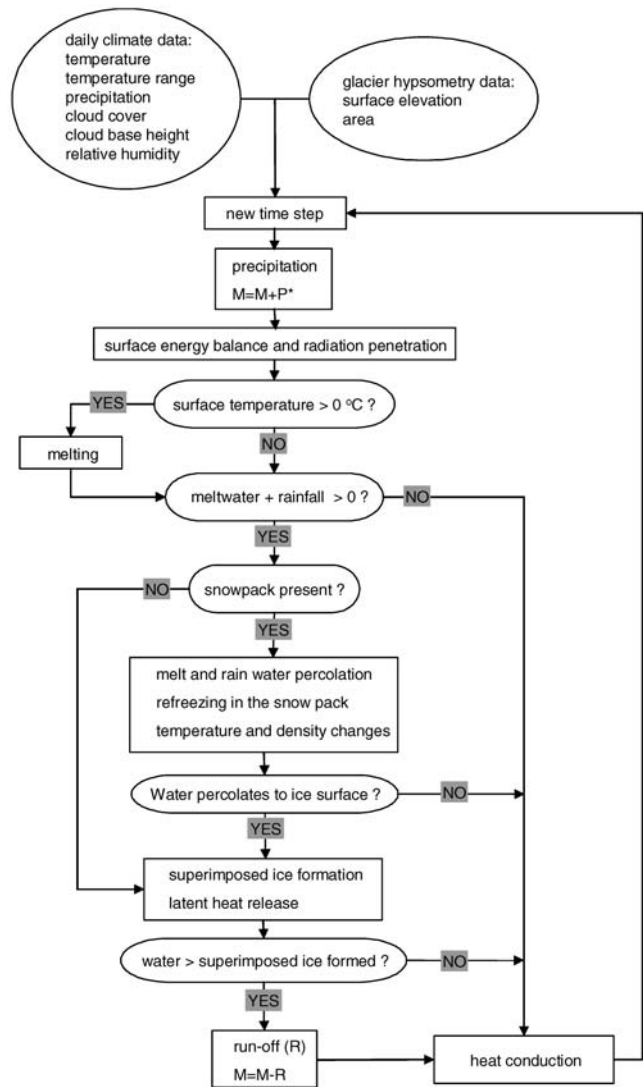 daily climate data:
temperature
temperature range
precipitation
cloud cover
cloud base height
relative humidity
glacier hypsometry data:
surface elevation
area
new time step
precipitation
M=M+P*
surface energy balance and radiation penetration
YES
surface temperature > 0 °C ?
melting
NO
meltwater + rainfall > 0 ?
NO
YES
NO
snowpack present ?
YES
melt and rain water percolation
refreezing in the snow pack
temperature and density changes
Water percolates to ice surface ?
NO
YES
superimposed ice formation
latent heat release
water > superimposed ice formed ?
NO
YES
run-off (R)
M=M-R
heat conduction